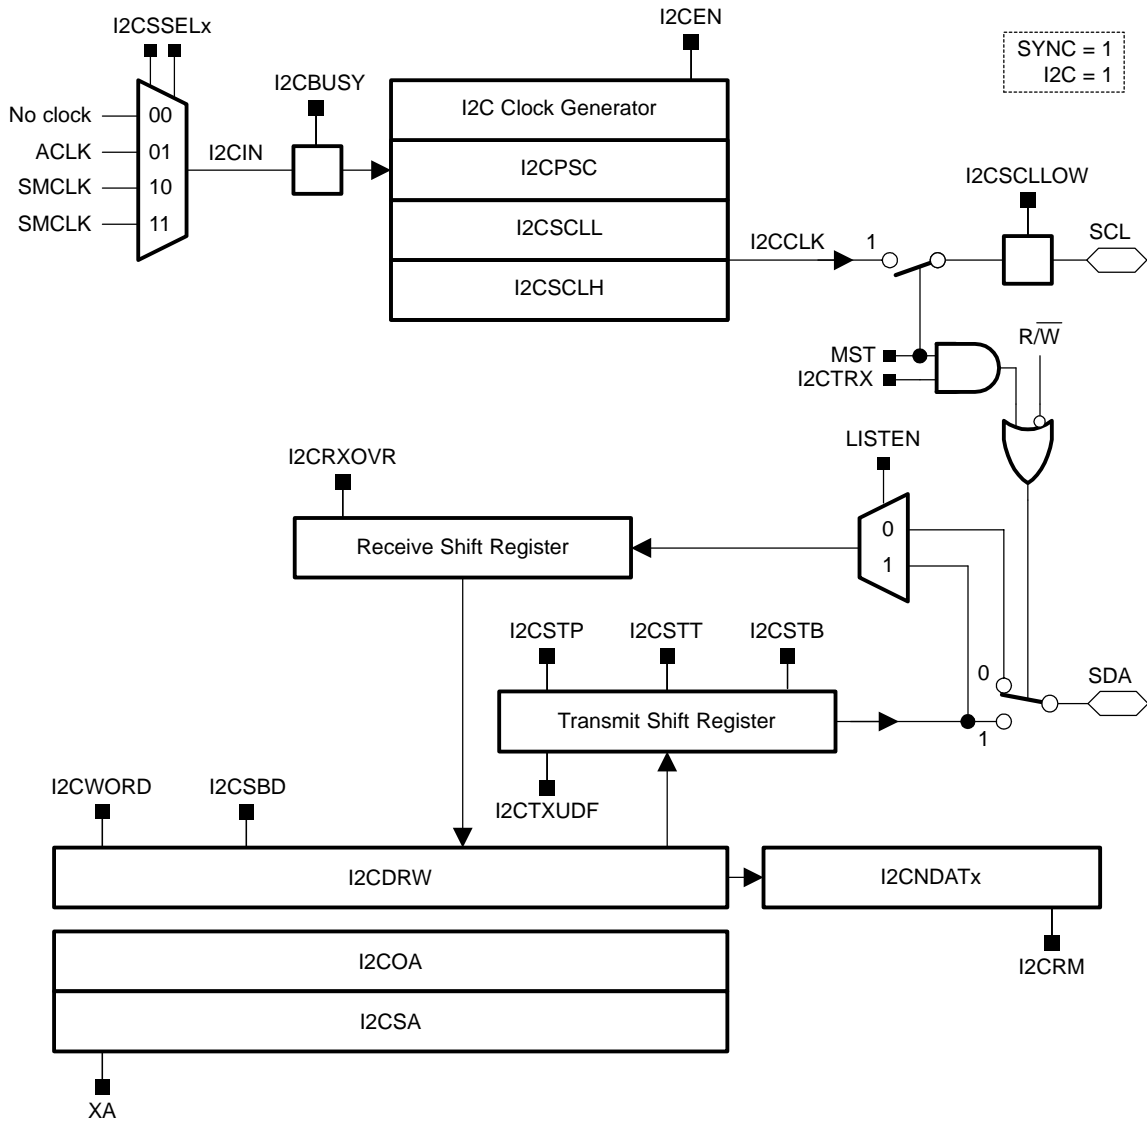 I2CEN
I2CSSELx
SYNC = 1
I2C = 1
I2CBUSY
No clock
00
I2C Clock Generator
ACLK
01
I2CIN
I2CPSC
SMCLK
10
I2CSCLLOW
SMCLK
11
I2CSCLL
I2CCLK
1
SCL
I2CSCLH
R/W̅
MST
I2CTRX
LISTEN
I2CRXOVR
0
Receive Shift Register
1
I2CSTP
I2CSTT
I2CSTB
0
SDA
Transmit Shift Register
1
I2CWORD
I2CSBD
I2CTXUDF
I2CDRW
I2CNDATx
I2COA
I2CRM
I2CSA
XA